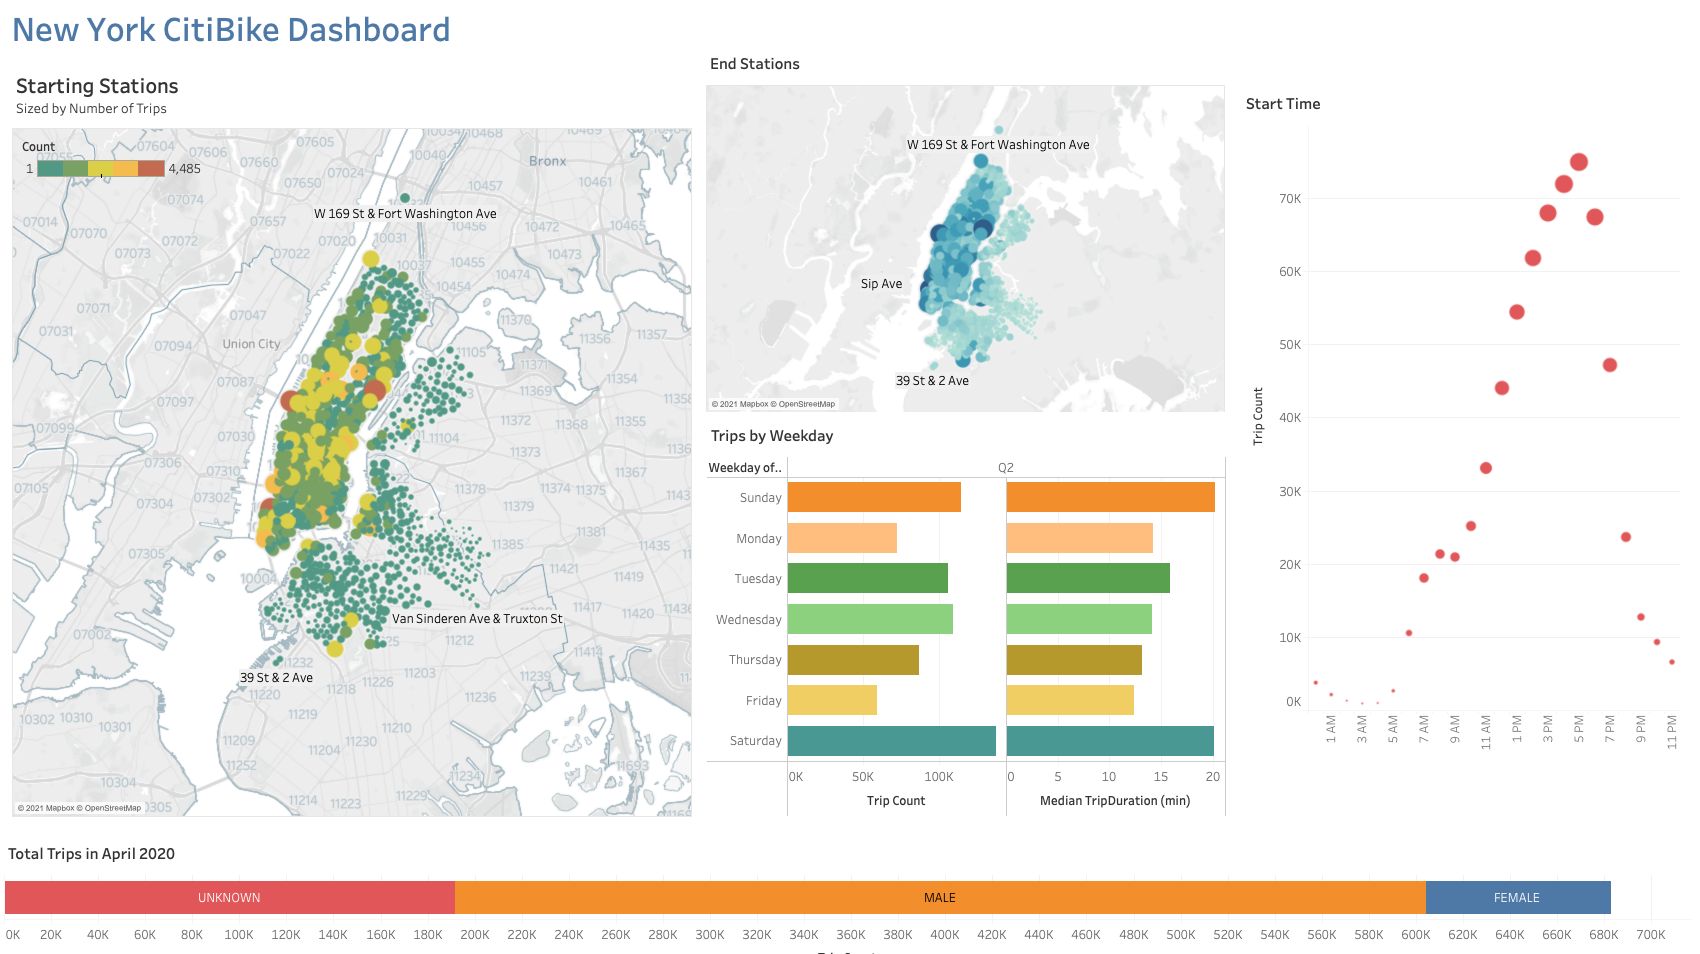 New York CitiBike Dashboard
Starting Stations
Sized by Number of Trips
Count
1
4,485
07604
07605
10468
10469
07606
10040
07660
07024
Bronx
07650
10457
10461
07074
W 169 St & Fort Washington Ave
07014
07657
10456
10472
10465
07070
07072
07020
10031
07022
10473
10455
10037
10474
07071
07047
11370
07031
11357
11356
Union City
07094
11105
11371
07087
11354
11369
07097
07099
11372
11368
11355
07030
11104
11373
07306
11367
07310
07105
07302
11378
11374
11375
07304
11379
11381
07305
11385
11435
11421
10004
11419
11417
11420
Van Sinderen Ave & Truxton St
07002
11212
11414
11232
39 St & 2 Ave
11203
11226
11218
11220
11236
10302
10310
10301
11219
11210
11209
11230
11204
11252
11693
11234
10304
11214
11223
11229
© 2021 Mapbox © OpenStreetMap
End Stations
W 169 St & Fort Washington Ave
Sip Ave
39 St & 2 Ave
© 2021 Mapbox © OpenStreetMap
Trips by Weekday
Weekday of..
Q2
Sunday
Monday
Tuesday
Wednesday
Thursday
Friday
Saturday
0K 50K 100K
0 5 10 15 20
Trip Count
Median TripDuration (min)
Start Time
Trip Count
70K
60K
50K
40K
30K
20K
10K
0K
1 AM
3 AM
5 AM
7 AM
9 AM
11 AM
1 PM
3 PM
5 PM
7 PM
9 PM
11 PM
Total Trips in April 2020
UNKNOWN MALE FEMALE
0K 20K 40K 60K 80K 100K 120K 140K 160K 180K 200K 220K 240K 260K 280K 300K 320K 340K 360K 380K 400K 420K 440K 460K 480K 500K 520K 540K 560K 580K 600K 620K 640K 660K 680K 700K